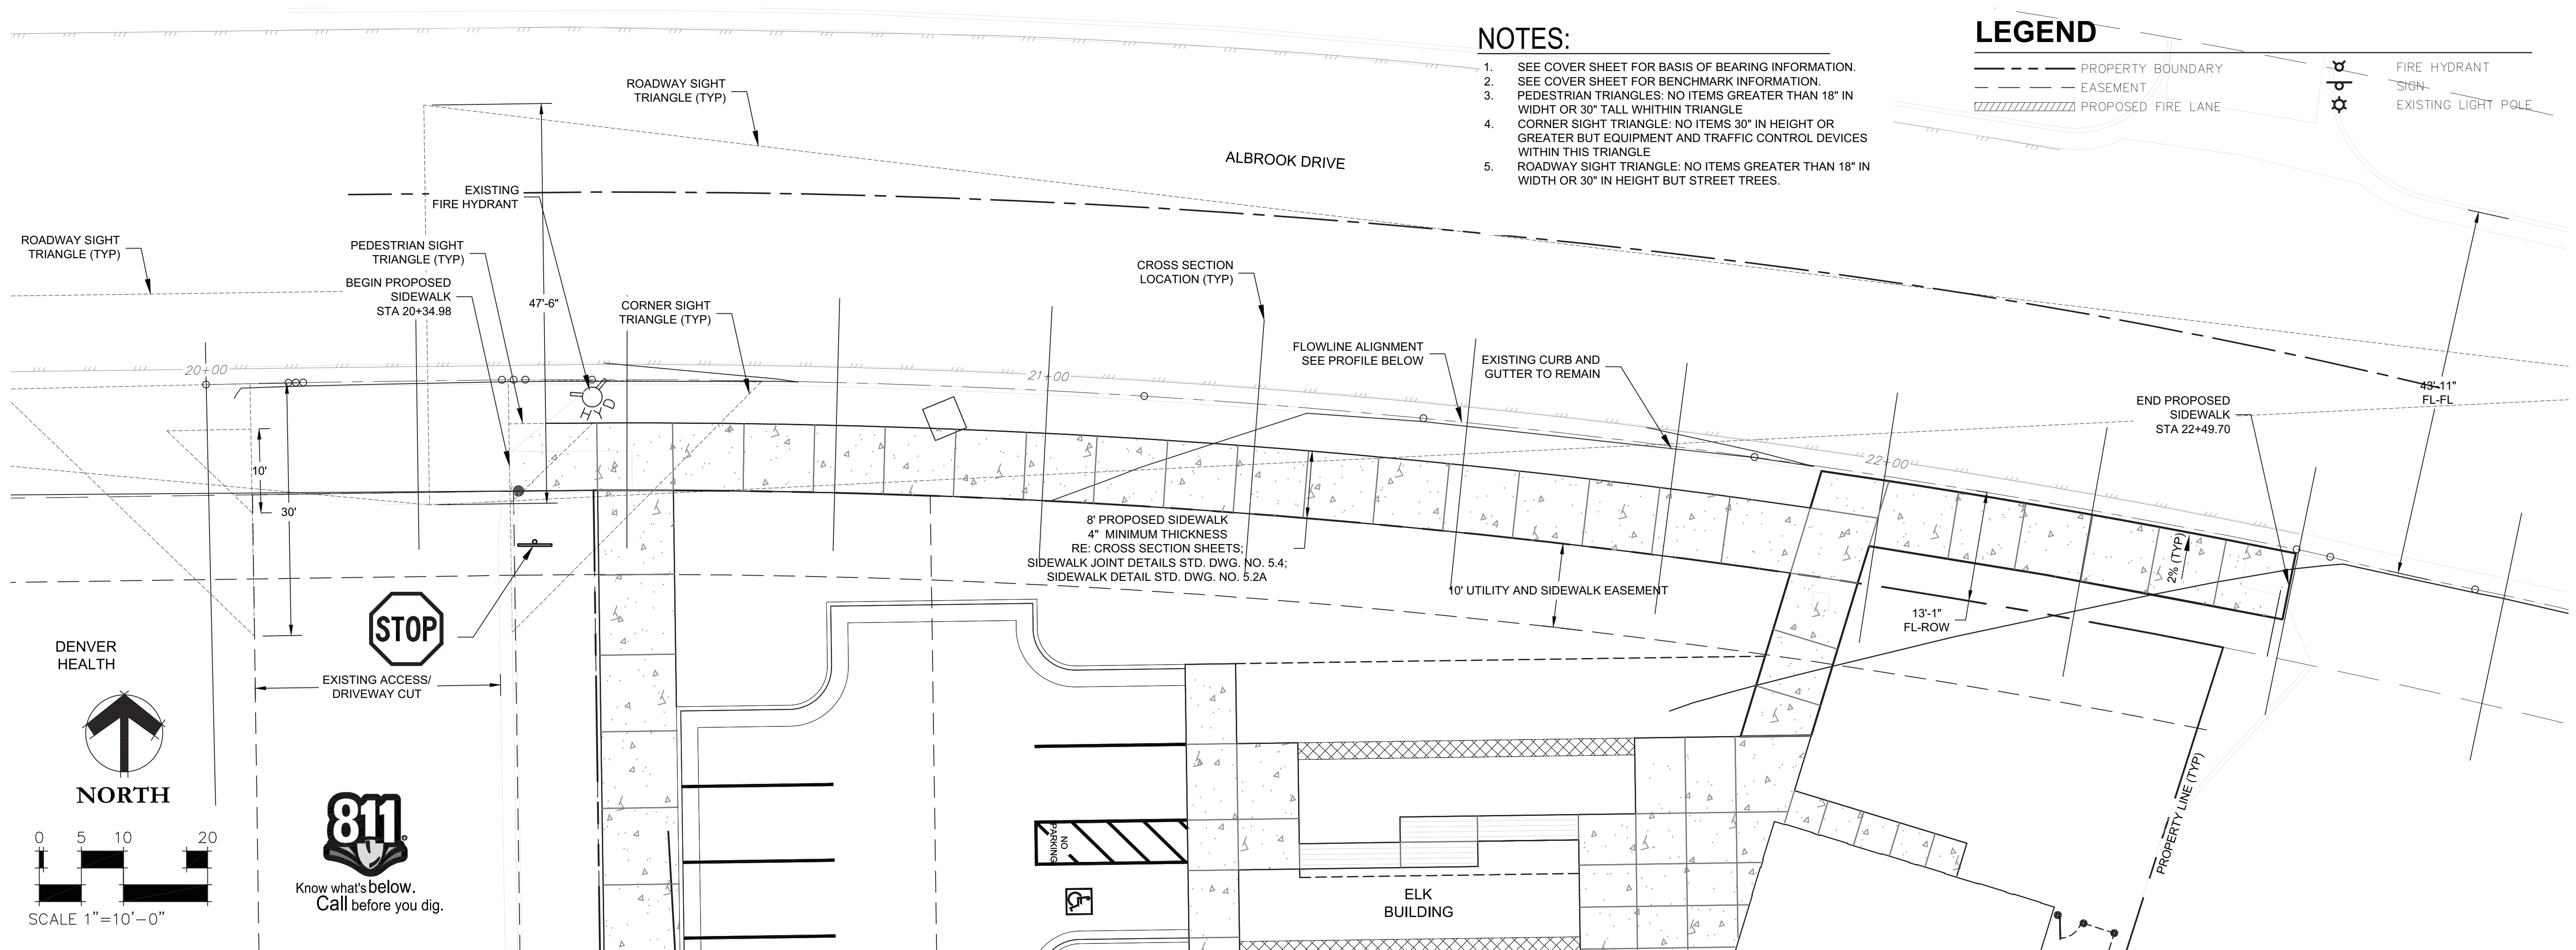 NOTES:
1. SEE COVER SHEET FOR BASIS OF BEARING INFORMATION.
2. SEE COVER SHEET FOR BENCHMARK INFORMATION.
3. PEDESTRIAN TRIANGLES: NO ITEMS GREATER THAN 18" IN
WIDHT OR 30" TALL WHITHIN TRIANGLE
4. CORNER SIGHT TRIANGLE: NO ITEMS 30" IN HEIGHT OR
GREATER BUT EQUIPMENT AND TRAFFIC CONTROL DEVICES
WITHIN THIS TRIANGLE
5. ROADWAY SIGHT TRIANGLE: NO ITEMS GREATER THAN 18" IN
WIDTH OR 30" IN HEIGHT BUT STREET TREES.
LEGEND
PROPERTY BOUNDARY
EASEMENT
PROPOSED FIRE LANE
FIRE HYDRANT
SIGN
EXISTING LIGHT POLE
ROADWAY SIGHT
TRIANGLE (TYP)
ALBROOK DRIVE
EXISTING
FIRE HYDRANT
ROADWAY SIGHT
TRIANGLE (TYP)
PEDESTRIAN SIGHT
TRIANGLE (TYP)
BEGIN PROPOSED
SIDEWALK
STA 20+34.98
47'-6"
CORNER SIGHT
TRIANGLE (TYP)
CROSS SECTION
LOCATION (TYP)
FLOWLINE ALIGNMENT
SEE PROFILE BELOW
EXISTING CURB AND
GUTTER TO REMAIN
43'-11"
FL-FL
END PROPOSED
SIDEWALK
STA 22+49.70
20+00
21+00
22+00
HYD
10'
30'
8' PROPOSED SIDEWALK
4" MINIMUM THICKNESS
RE: CROSS SECTION SHEETS;
SIDEWALK JOINT DETAILS STD. DWG. NO. 5.4;
SIDEWALK DETAIL STD. DWG. NO. 5.2A
10' UTILITY AND SIDEWALK EASEMENT
2% (TYP)
13'-1"
FL-ROW
STOP
DENVER
HEALTH
EXISTING ACCESS/
DRIVEWAY CUT
NORTH
0 5 10 20
SCALE 1"=10'-0"
811
Know what's below.
Call before you dig.
NO
PARKING
ELK
BUILDING
PROPERTY LINE (TYP)